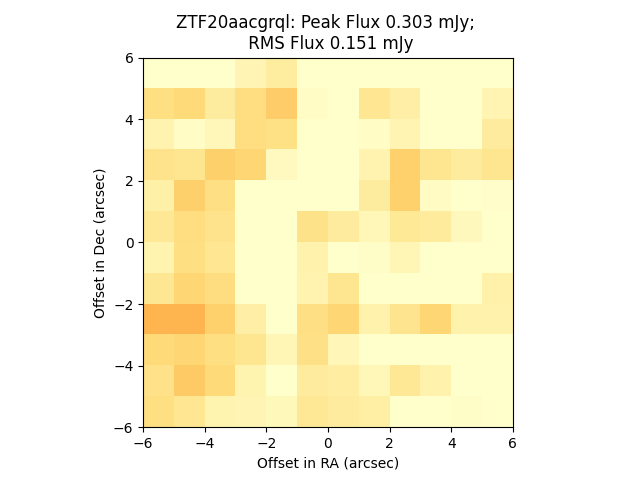 ZTF20aacgrql: Peak Flux 0.303 mJy;
RMS Flux 0.151 mJy
6
4
2
0
−2
−4
−6
Offset in Dec (arcsec)
−6 −4 −2 0 2 4 6
Offset in RA (arcsec)